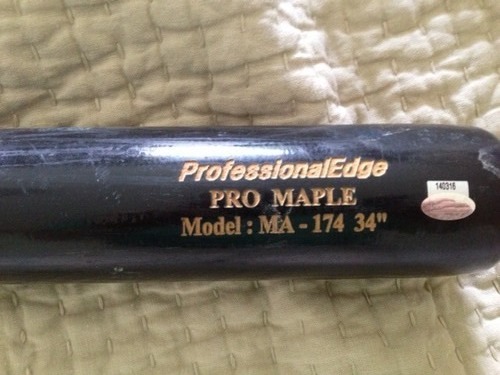 ProfessionalEdge
PRO MAPLE
Model : MA - 174 34"
140316